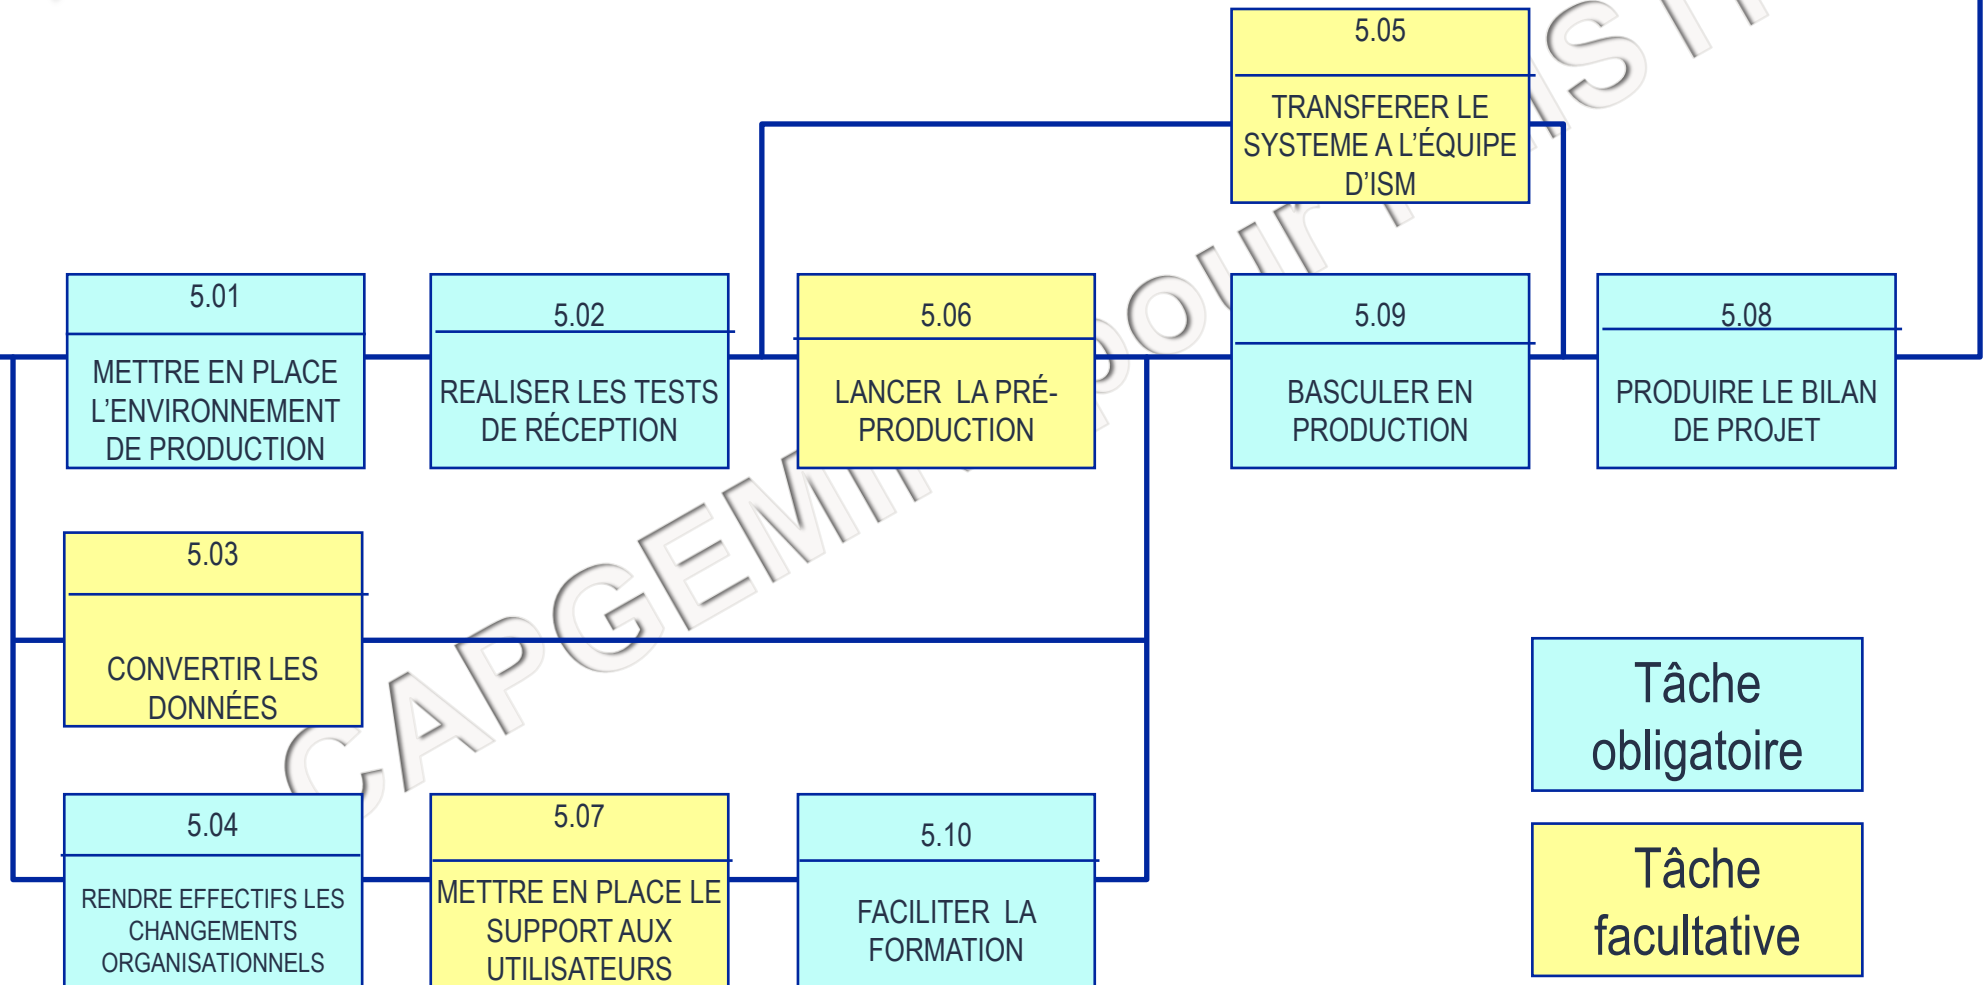 5.05
TRANSFERER LE
SYSTEME A L'ÉQUIPE
D'ISM
5.01
METTRE EN PLACE
L'ENVIRONNEMENT
DE PRODUCTION
5.02
REALISER LES TESTS
DE RÉCEPTION
5.06
LANCER LA PRÉ-
PRODUCTION
5.09
BASCULER EN
PRODUCTION
5.08
PRODUIRE LE BILAN
DE PROJET
5.03
CONVERTIR LES
DONNÉES
5.04
RENDRE EFFECTIFS LES
CHANGEMENTS
ORGANISATIONNELS
5.07
METTRE EN PLACE LE
SUPPORT AUX
UTILISATEURS
5.10
FACILITER LA
FORMATION
Tâche
obligatoire
Tâche
facultative
CAPGEMINI pour